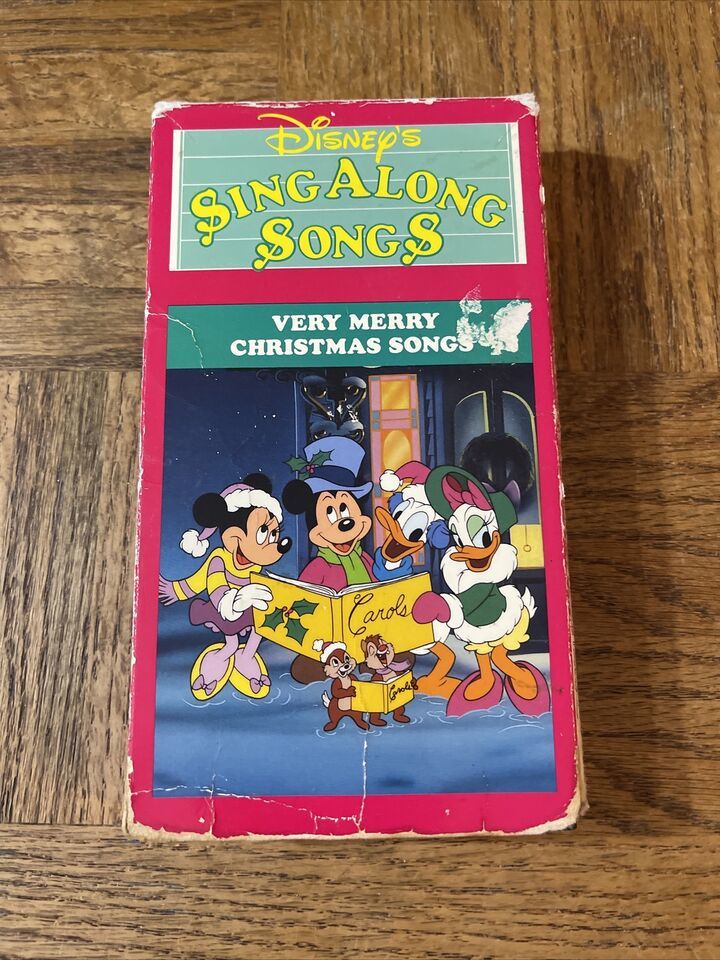 Disney's
Sing Along
Songs
VERY MERRY
CHRISTMAS SONGS
Carols
Carols